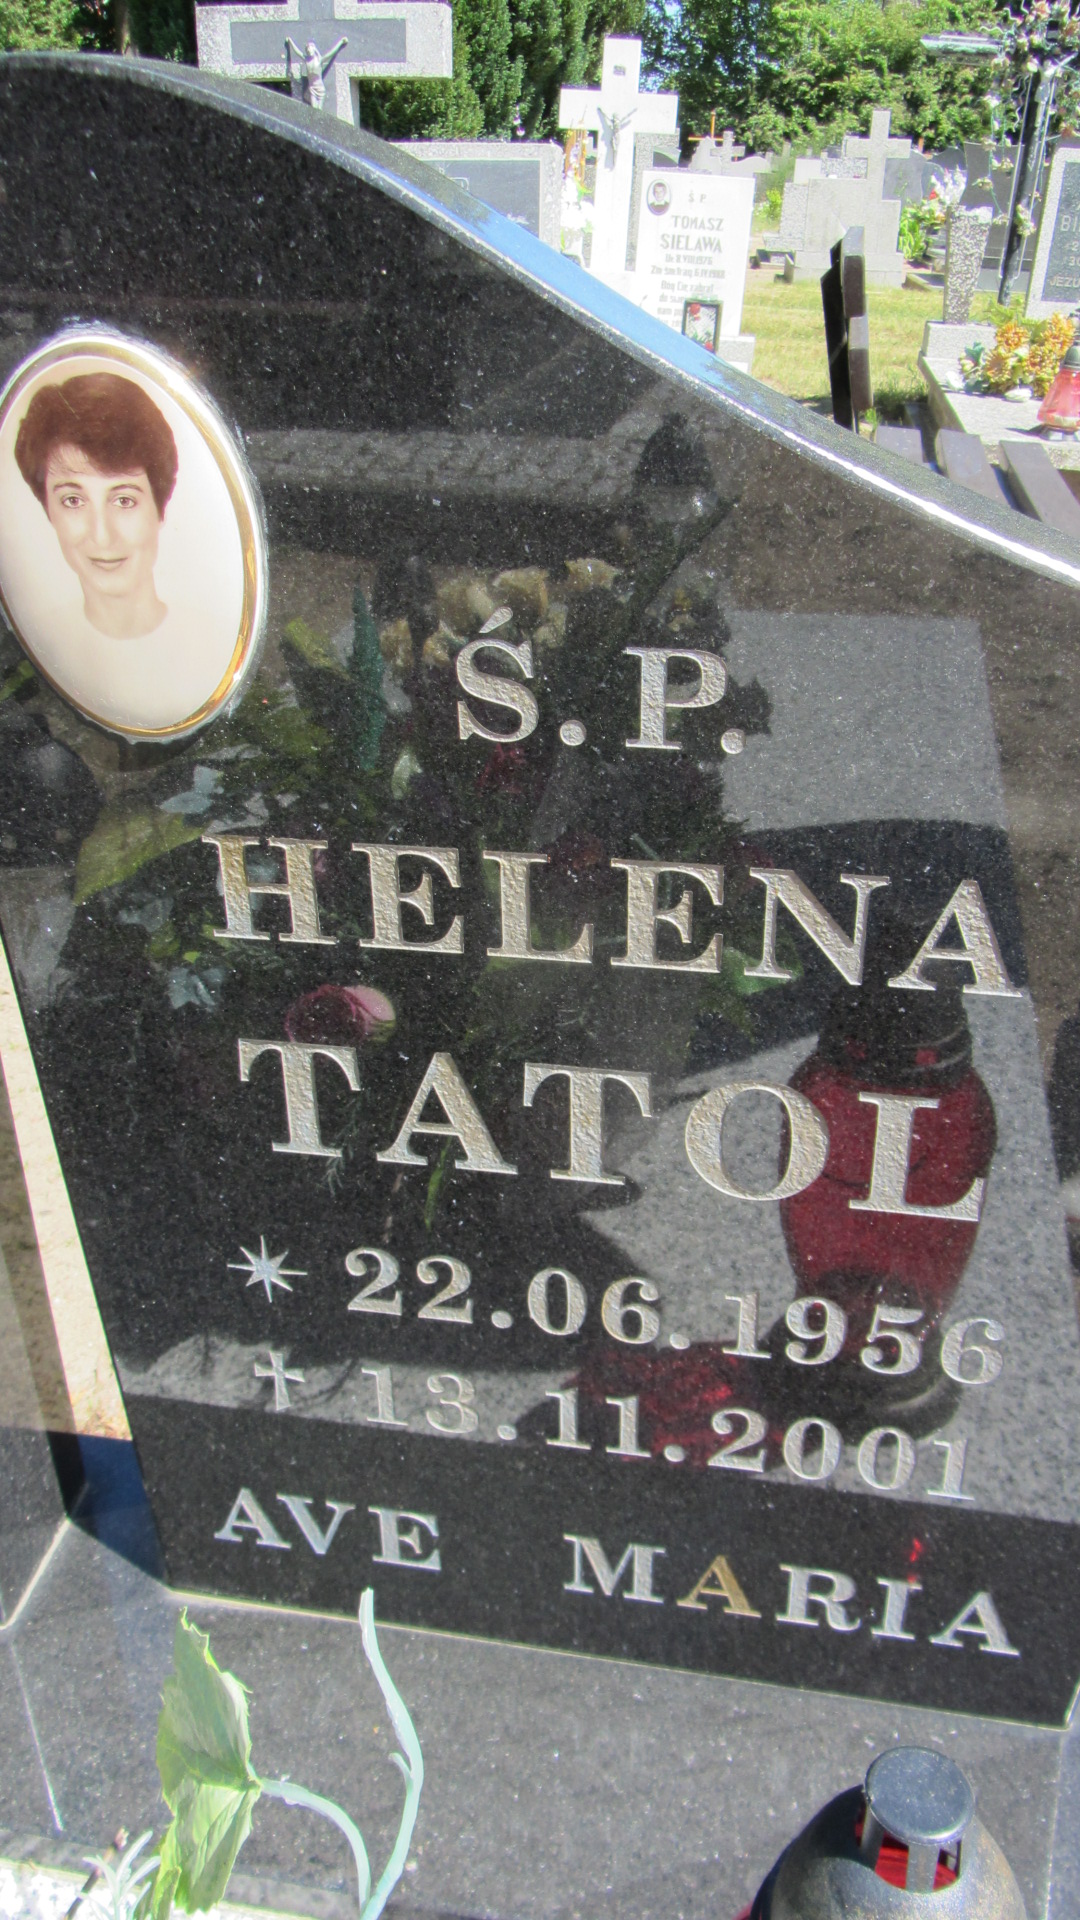 Ś.P.
HELENA
TATOL
22.06.1956
13.11.2001
AVE MARIA
Ś P
TOMASZ
SIELAWA